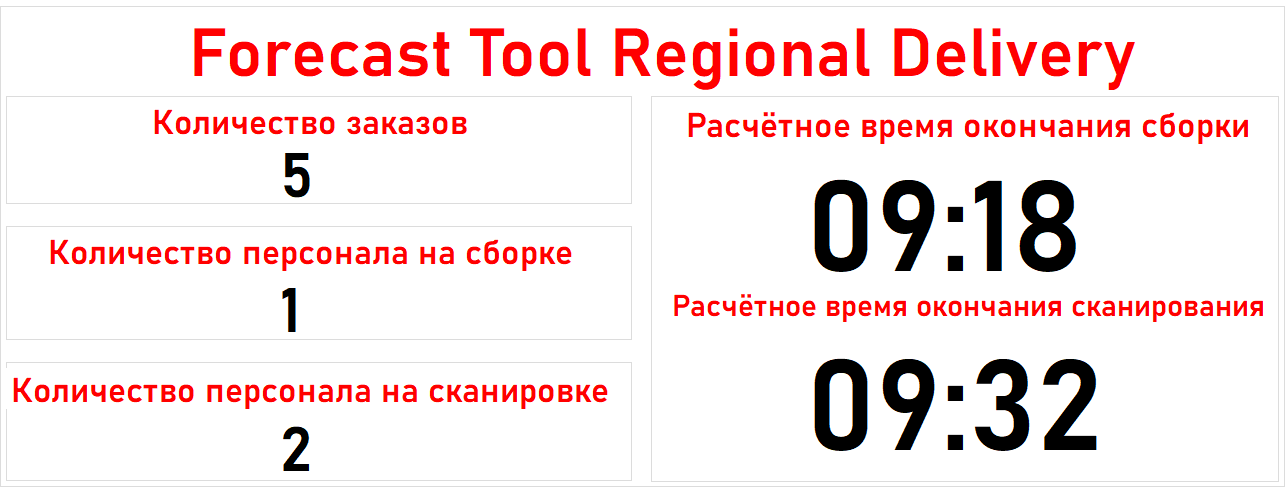 Forecast Tool Regional Delivery
Количество заказов
5
Количество персонала на сборке
1
Количество персонала на сканировке
2
Расчётное время окончания сборки
09:18
Расчётное время окончания сканирования
09:32